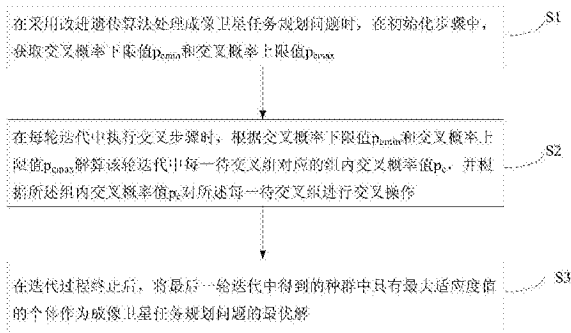 在采用改进遗传算法处理成像卫星任务规划问题时，在初始化步骤中，
获取交叉概率下限值pcmin和交叉概率上限值pcmax
S1
在每轮迭代中执行交叉步骤时，根据交叉概率下限值pcmin和交叉概率上
限值pcmax解算该轮迭代中每一待交叉组对应的组内交叉概率值pc，并根
据所述组内交叉概率值pc对所述每一待交叉组进行交叉操作
S2
在迭代过程终止后，将最后一轮迭代中得到的种群中只有最大适应度值
的个体作为成像卫星任务规划问题的最优解
S3